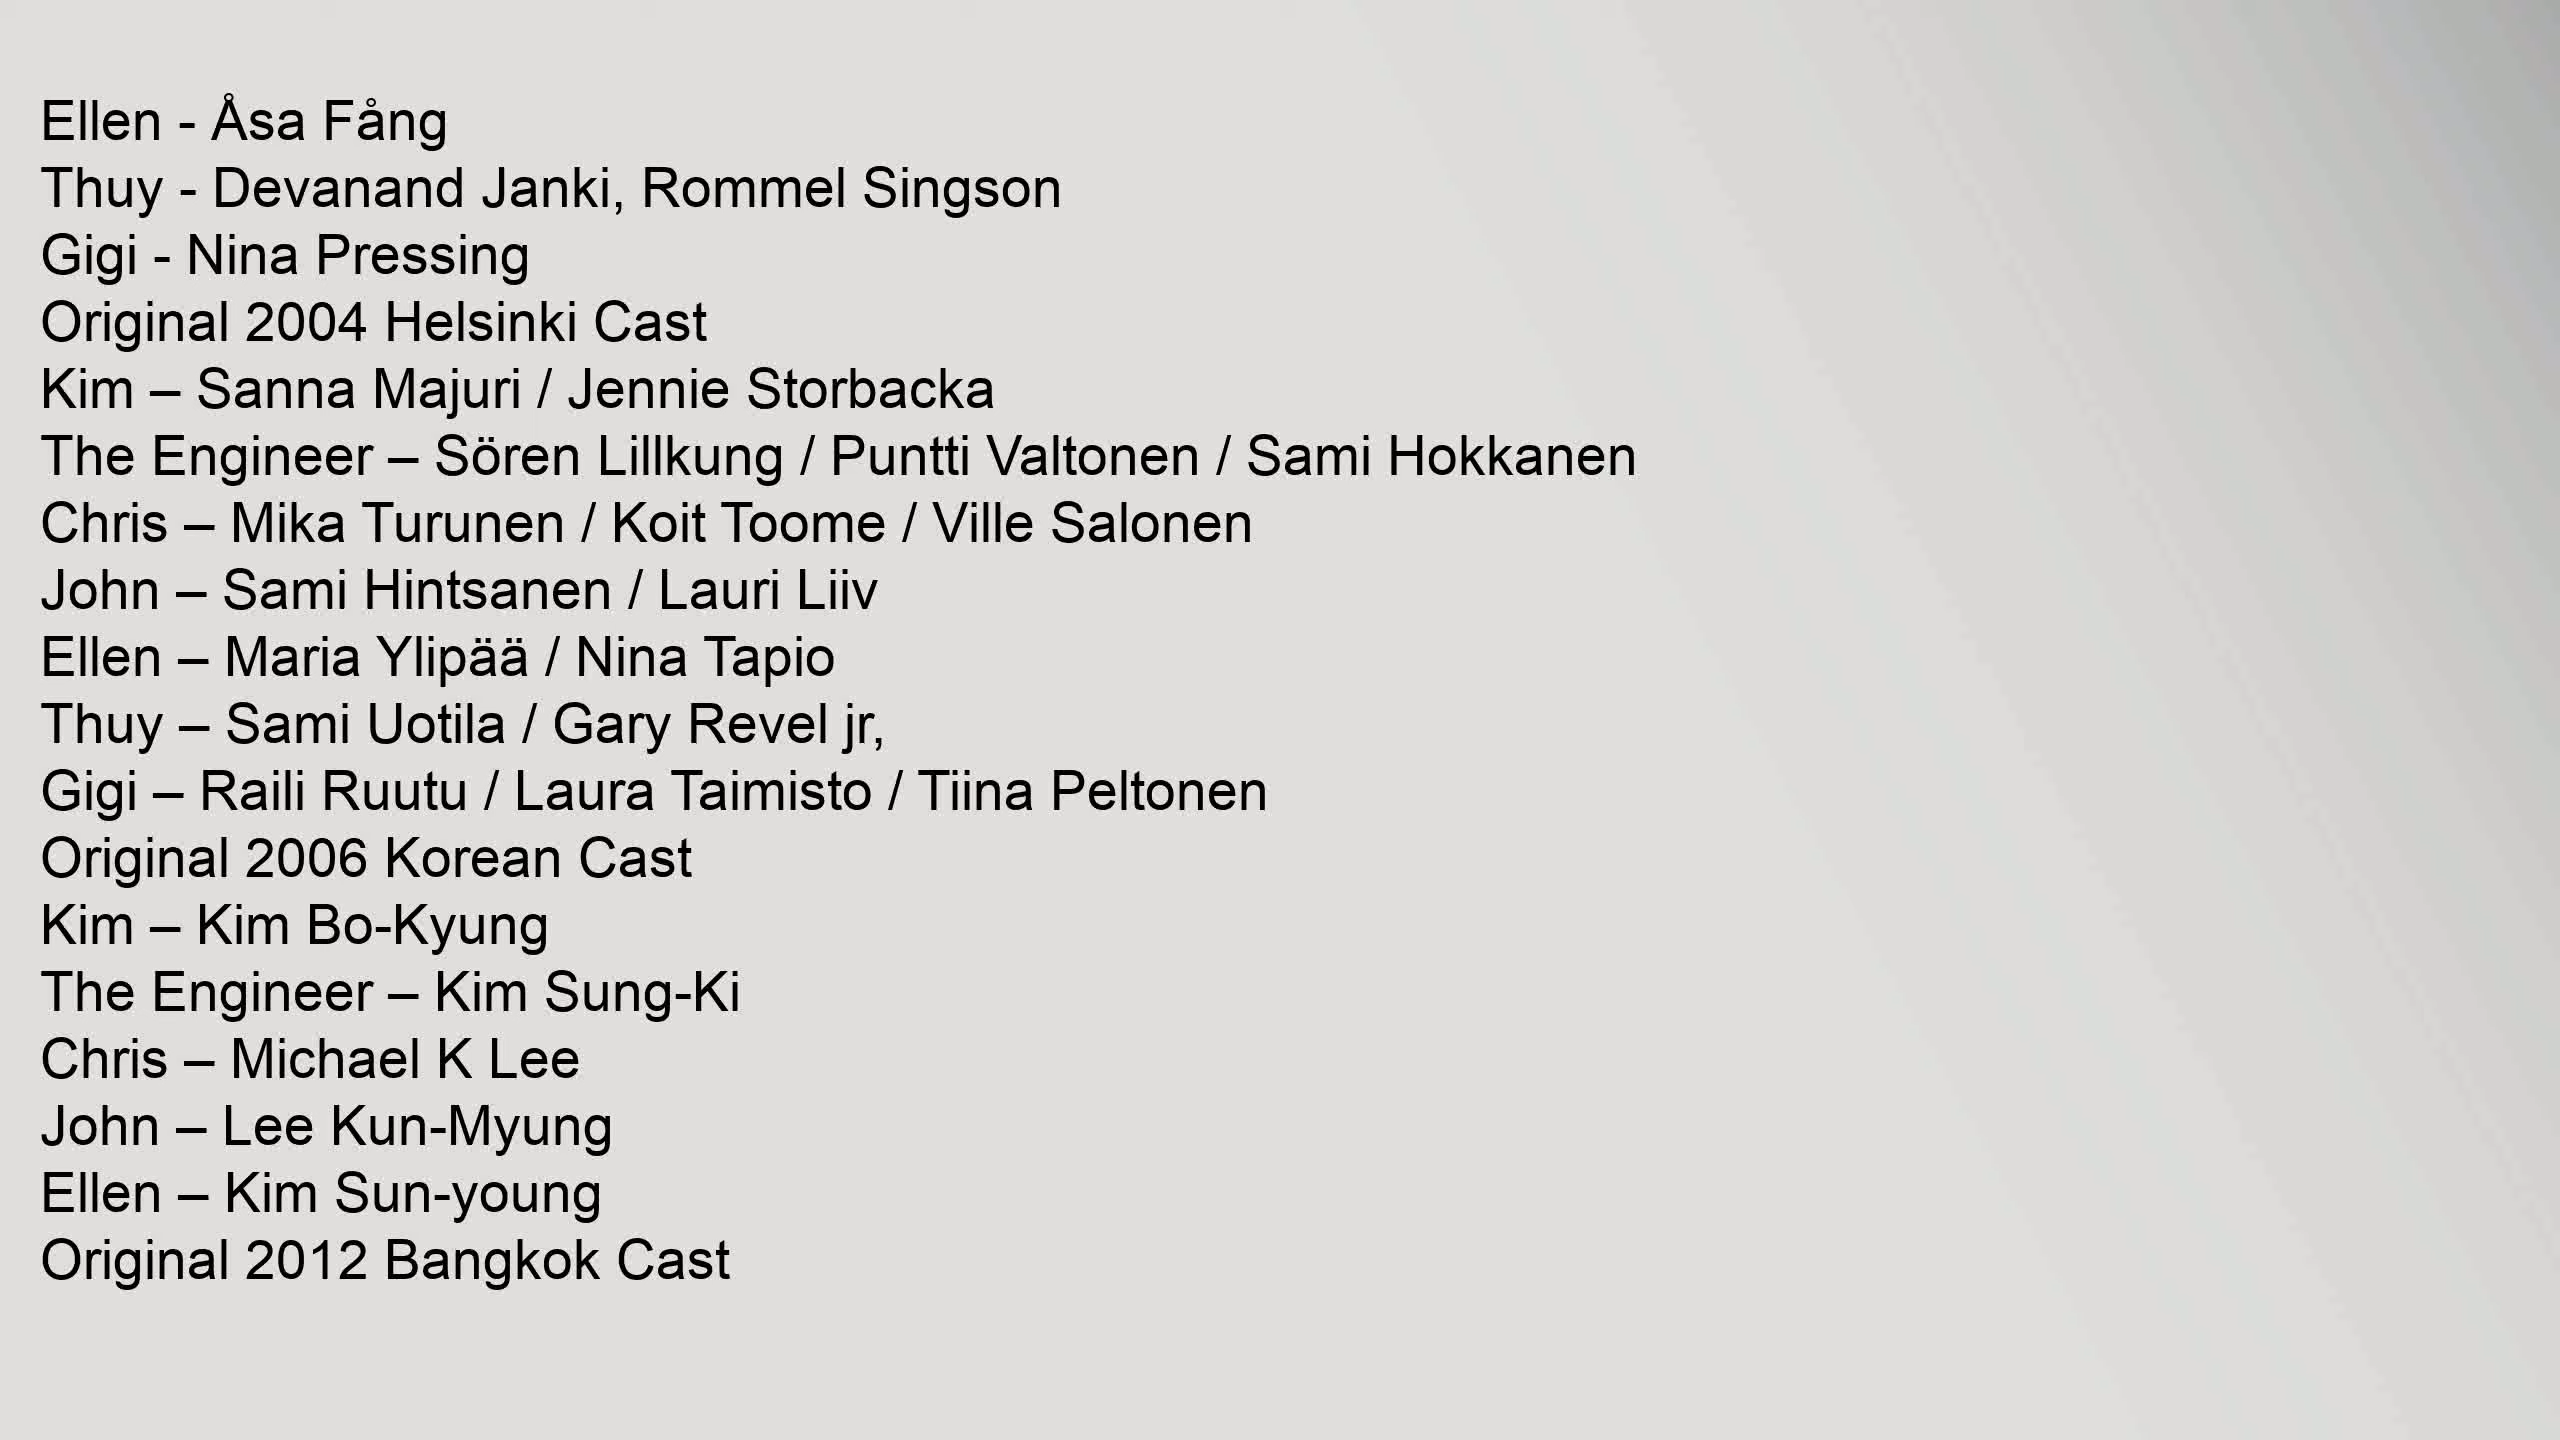 Ellen - Åsa Fång
Thuy - Devanand Janki, Rommel Singson
Gigi - Nina Pressing
Original 2004 Helsinki Cast
Kim – Sanna Majuri / Jennie Storbacka
The Engineer – Sören Lillkung / Puntti Valtonen / Sami Hokkanen
Chris – Mika Turunen / Koit Toome / Ville Salonen
John – Sami Hintsanen / Lauri Liiv
Ellen – Maria Ylipää / Nina Tapio
Thuy – Sami Uotila / Gary Revel jr,
Gigi – Raili Ruutu / Laura Taimisto / Tiina Peltonen
Original 2006 Korean Cast
Kim – Kim Bo-Kyung
The Engineer – Kim Sung-Ki
Chris – Michael K Lee
John – Lee Kun-Myung
Ellen – Kim Sun-young
Original 2012 Bangkok Cast